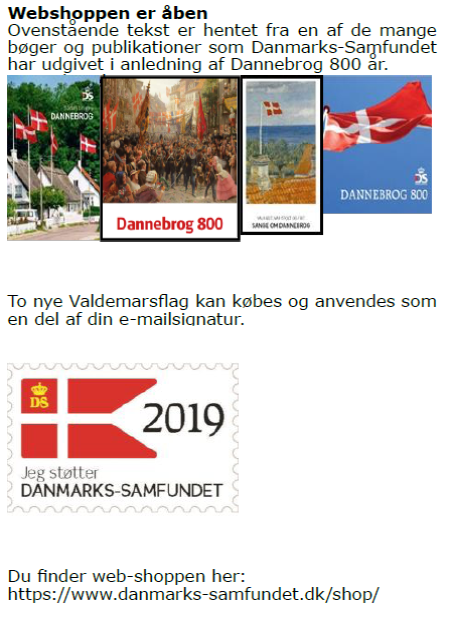 Webshoppen er åben
Ovenstående tekst er hentet fra en af de mange
bøger og publikationer som Danmarks-Samfundet
har udgivet i anledning af Dannebrog 800 år.
DS
DANNEBROG
Dannebrog 800
SANGE OM DANNEBROG
DS
DANNEBROG 800
To nye Valdemarsflag kan købes og anvendes som
en del af din e-mailsignatur.
DS
2019
Jeg støtter
DANMARKS-SAMFUNDET
Du finder web-shoppen her:
https://www.danmarks-samfundet.dk/shop/